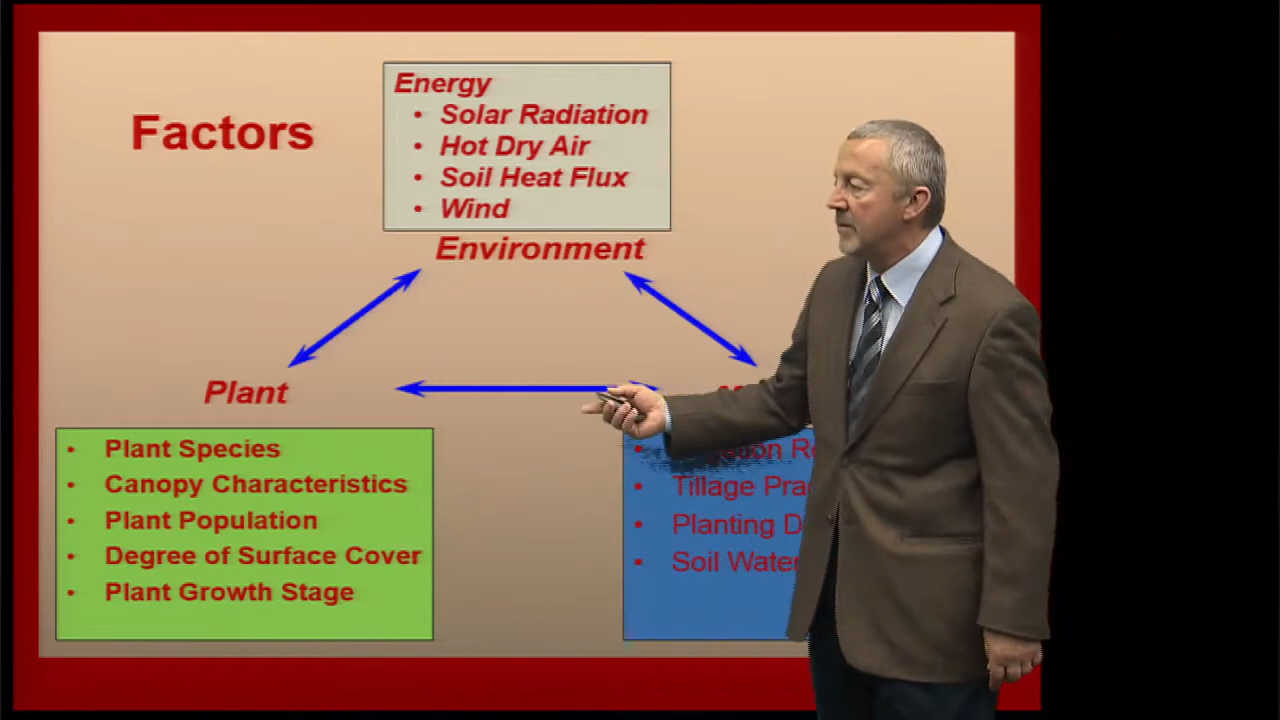 Factors
Energy
• Solar Radiation
• Hot Dry Air
• Soil Heat Flux
• Wind
Environment
Plant
• Plant Species
• Canopy Characteristics
• Plant Population
• Degree of Surface Cover
• Plant Growth Stage
• Tillage
• Planting
• Soil Water